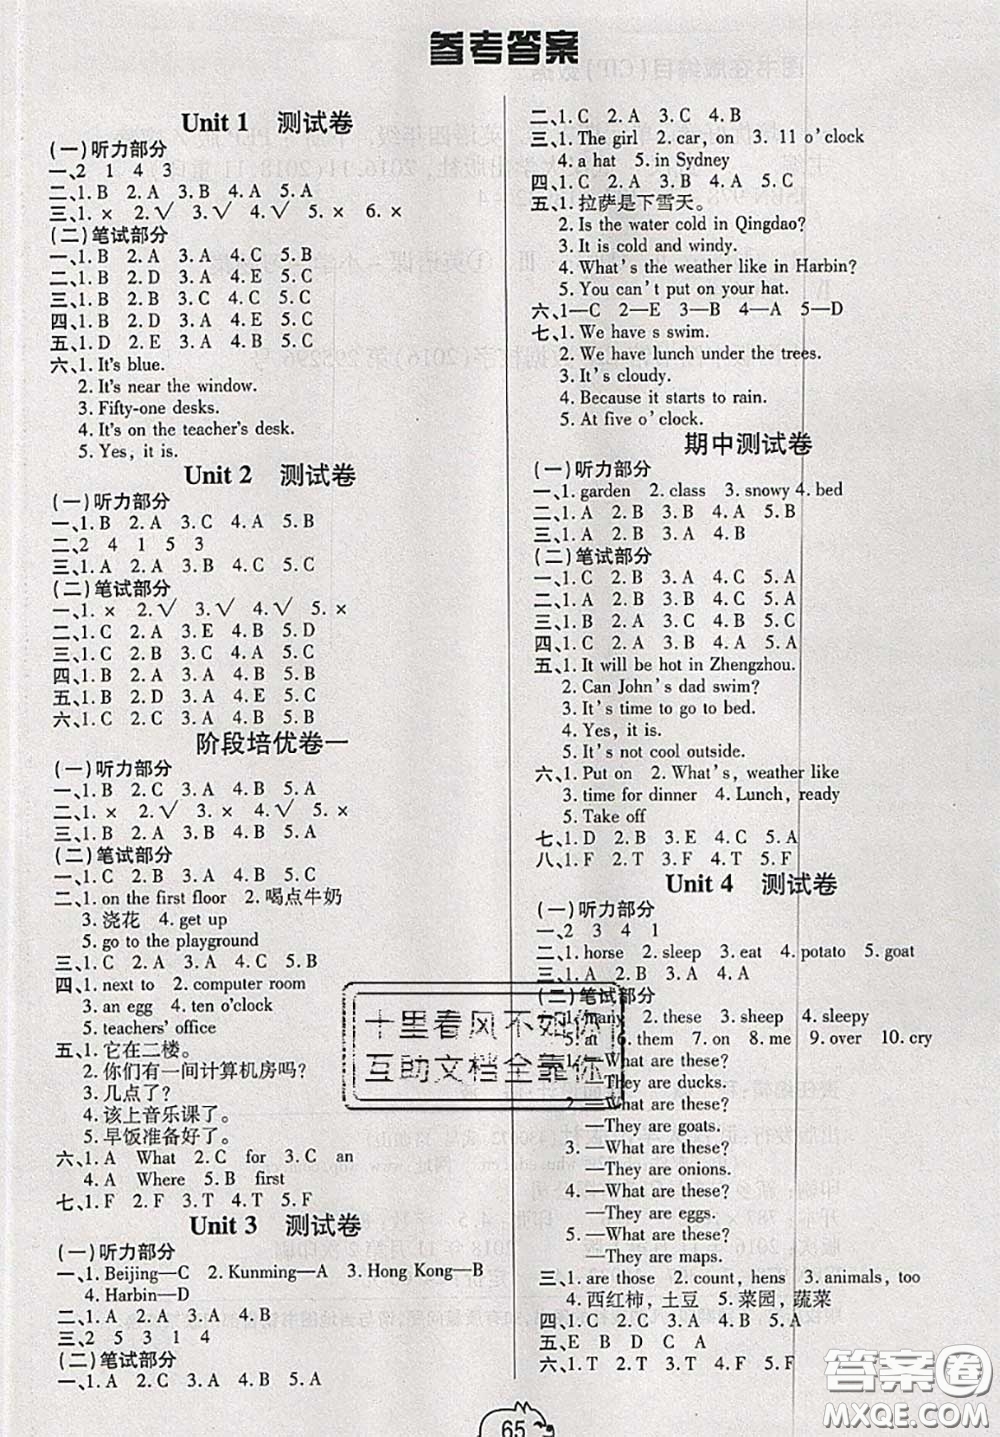 参考答案
Unit 1　测试卷
(一)听力部分
一、2　1　4　3
二、1. B　2. A　3. B　4. A　5. A
三、1. ×　2. √　3. √　4. √　5. ×　6. ×
(二)笔试部分
一、1. B　2. A　3. A　4. C　5. B
二、1. B　2. D　3. A　4. E　5. C
三、1. B　2. C　3. B　4. B　5. C
四、1. B　2. D　3. A　4. E　5. C
五、1. D　2. E　3. A　4. B　5. C
六、1. It's blue.
2. It's near the window.
3. Fifty-one desks.
4. It's on the teacher's desk.
5. Yes, it is.
Unit 2　测试卷
(一)听力部分
一、1. B　2. A　3. C　4. A　5. B
二、2　4　1　5　3
三、1. C　2. A　3. A　4. C　5. A
(二)笔试部分
一、1. ×　2. √　3. √　4. √　5. ×
二、1. C　2. A　3. E　4. B　5. D
三、1. C　2. C　3. A　4. B　5. C
四、1. B　2. A　3. A　4. B　5. C
五、1. B　2. D　3. A　4. E　5. C
六、1. C　2. C　3. A　4. B　5. C
阶段培优卷一
(一)听力部分
一、1. B　2. C　3. A　4. B　5. A
二、1. ×　2. √　3. ×　4. √　5. ×
三、1. B　2. A　3. B　4. A　5. A
(二)笔试部分
一、1. C　2. B　3. A　4. B　5. C
二、1. on the first floor　2. 喝点牛奶
3. 浇花　4. get up
5. go to the playground
三、1. C　2. A　3. A　4. C　5. B
四、1. next to　2. computer room
3. an egg　4. ten o'clock
5. teachers' office
五、1. 它在二楼。
2. 你们有一间计算机房吗?
3. 几点了?
4. 该上音乐课了。
5. 早饭准备好了。
六、1. A　What　2. C　for　3. C　an
4. A　Where　5. B　first
七、1. F　2. F　3. T　4. T　5. F
Unit 3　测试卷
(一)听力部分
一、1. Beijing—C　2. Kunming—A　3. Hong Kong—B
4. Harbin—D
二、1. A　2. A　3. A　4. C　5. A
三、2　5　3　1　4
(二)笔试部分
一、1. A　2. B　3. B　4. A　5. A
二、1. C　2. A　3. C　4. B
三、1. The girl　2. car, on　3. 11 o'clock
4. a hat　5. in Sydney
四、1. C　2. B　3. A　4. A　5. C
五、1. 拉萨是下雪天。
2. Is the water cold in Qingdao?
3. It is cold and windy.
4. What's the weather like in Harbin?
5. You can't put on your hat.
六、1—C　2—E　3—B　4—A　5—D
七、1. We have s swim.
2. We have lunch under the trees.
3. It's cloudy.
4. Because it starts to rain.
5. At five o'clock.
期中测试卷
(一)听力部分
一、1. garden　2. class　3. snowy　4. bed
二、1. A　2. B　3. B　4. A　5. A
三、1. A　2. A　3. A　4. B
(二)笔试部分
一、1. C　2. B　3. A　4. C　5. A
二、1. A　2. B　3. B　4. C　5. A
三、1. B　2. A　3. C　4. B　5. C
四、1. C　2. A　3. B　4. A　5. A
五、1. It will be hot in Zhengzhou.
2. Can John's dad swim?
3. It's time to go to bed.
4. Yes, it is.
5. It's not cool outside.
六、1. Put on　2. What's, weather like
3. time for dinner　4. Lunch, ready
5. Take off
七、1. D　2. B　3. E　4. C　5. A
八、1. F　2. T　3. F　4. T　5. F
Unit 4　测试卷
(一)听力部分
一、2　3　4　1
二、1. horse　2. sleep　3. eat　4. potato　5. goat
三、1. A　2. B　3. A　4. A
(二)笔试部分
一、1. many　2. these　3. sheep　4. sleepy
5. at　6. them　7. on　8. me　9. over　10. cry
二、1. —What are these?
—They are ducks.
2. —What are these?
—They are goats.
3. —What are these?
—They are onions.
4. —What are these?
—They are eggs.
5. —What are these?
—They are maps.
三、1. are those　2. count, hens　3. animals, too
4. 西红柿，土豆　5. 菜园，蔬菜
四、1. C　2. B　3. A　4. C　5. A
五、E　B　D　C　A
六、1. T　2. T　3. F　4. T　5. F
十里春风不如你
互助文档全靠你
答案圈
MXQE.COM
65